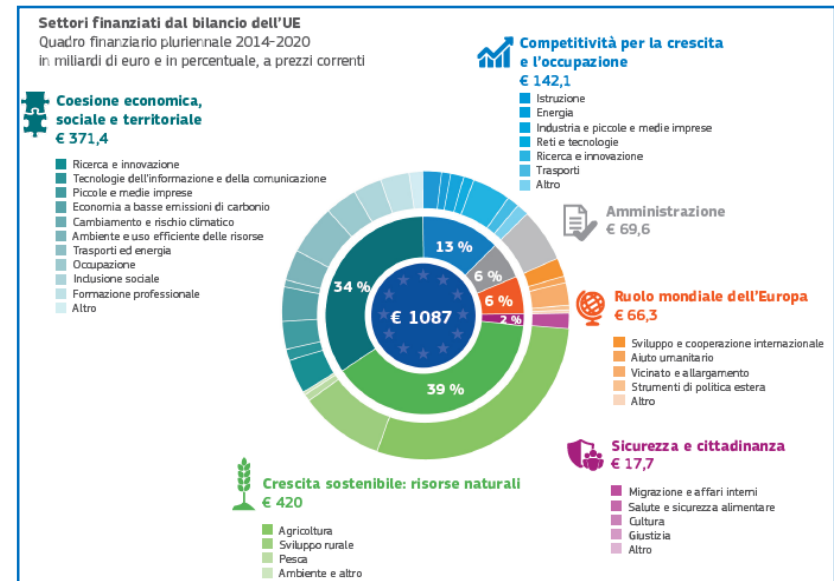 Settori finanziati dal bilancio dell'UE
Quadro finanziario pluriennale 2014-2020
in miliardi di euro e in percentuale, a prezzi correnti
Coesione economica,
sociale e territoriale
€ 371,4
Ricerca e innovazione
Tecnologie dell'informazione e della comunicazione
Piccole e medie imprese
Economia a basse emissioni di carbonio
Cambiamento e rischio climatico
Ambiente e uso efficiente delle risorse
Trasporti ed energia
Occupazione
Inclusione sociale
Formazione professionale
Altro
Competitività per la crescita
e l'occupazione
€ 142,1
Istruzione
Energia
Industria e piccole e medie imprese
Reti e tecnologie
Ricerca e innovazione
Trasporti
Altro
Amministrazione
€ 69,6
Ruolo mondiale dell'Europa
€ 66,3
Sviluppo e cooperazione internazionale
Aiuto umanitario
Vicinato e allargamento
Strumenti di politica estera
Altro
Sicurezza e cittadinanza
€ 17,7
Migrazione e affari interni
Salute e sicurezza alimentare
Cultura
Giustizia
Altro
Crescita sostenibile: risorse naturali
€ 420
Agricoltura
Sviluppo rurale
Pesca
Ambiente e altro
13 %
6 %
6 %
2 %
39 %
34 %
€ 1087